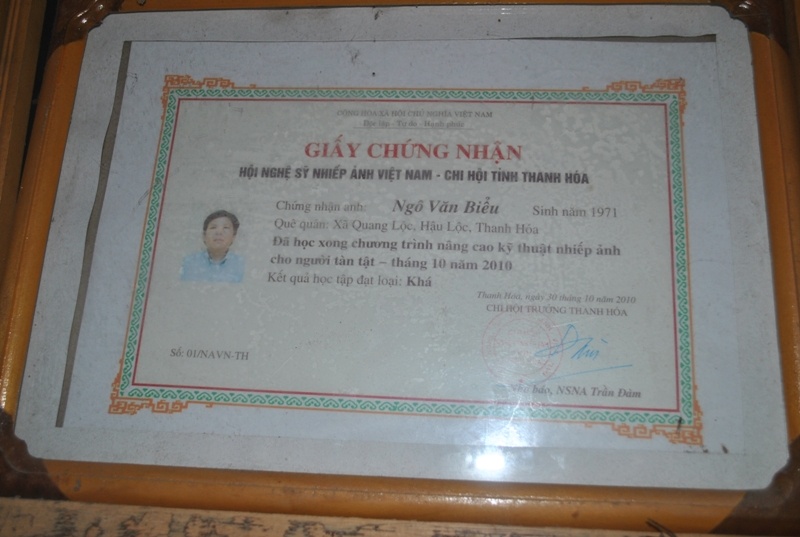 CỘNG HÒA XÃ HỘI CHỦ NGHĨA VIỆT NAM
Độc lập - Tự do - Hạnh phúc
GIẤY CHỨNG NHẬN
HỘI NGHỆ SỸ NHIẾP ẢNH VIỆT NAM - CHI HỘI TỈNH THANH HÓA
Chứng nhận anh: Ngô Văn Biểu Sinh năm 1971
Quê quán: Xã Quang Lộc, Hậu Lộc, Thanh Hóa
Đã học xong chương trình nâng cao kỹ thuật nhiếp ảnh
cho người tàn tật – tháng 10 năm 2010
Kết quả học tập đạt loại: Khá
Thanh Hóa, ngày 30 tháng 10 năm 2010
CHI HỘI TRƯỞNG THANH HÓA
Số: 01/NAVN-TH
Nhà báo, NSNA Trần Đàm